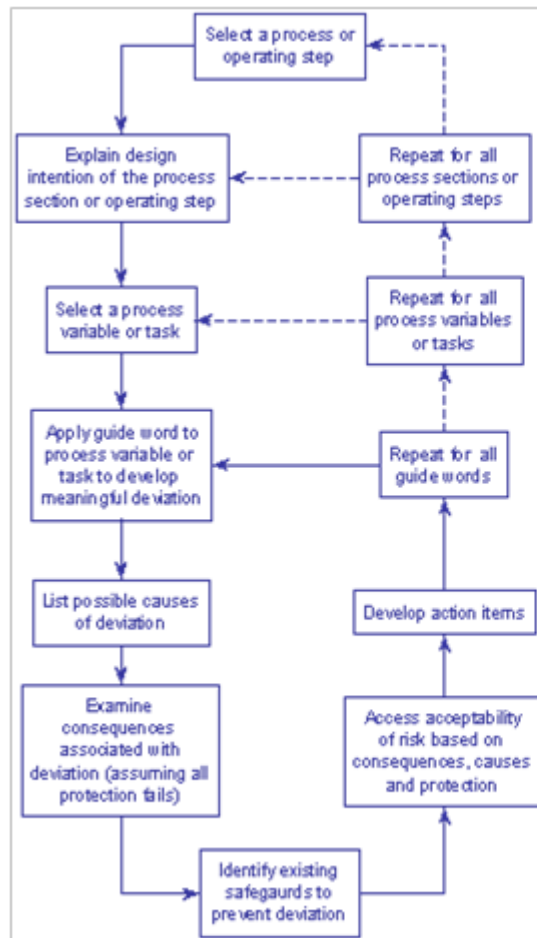 Select a process or
operating step
Explain design
intention of the process
section or operating step
Repeat for all
process sections or
operating steps
Select a process
variable or task
Repeat for all
process variables
or tasks
Apply guide word to
process variable or
task to develop
meaningful deviation
Repeat for all
guide words
List possible causes
of deviation
Develop action items
Examine
consequences
associated with
deviation (assuming all
protection fails)
Access acceptability
of risk based on
consequences, causes
and protection
Identify existing
safegaurds to
prevent deviation